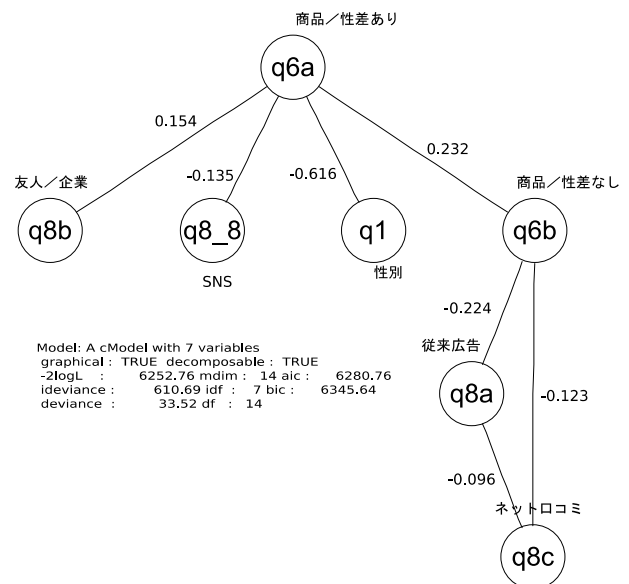 商品／性差あり
q6a
0.154
-0.135
-0.616
0.232
友人／企業
商品／性差なし
q8b
q8_8
q1
q6b
SNS
性別
-0.224
従来広告
Model: A cModel with 7 variables
graphical : TRUE decomposable : TRUE
-2logL : 6252.76 mdim : 14 aic : 6280.76
ideviance : 610.69 idf : 7 bic : 6345.64
deviance : 33.52 df : 14
q8a
-0.123
-0.096
ネット口コミ
q8c